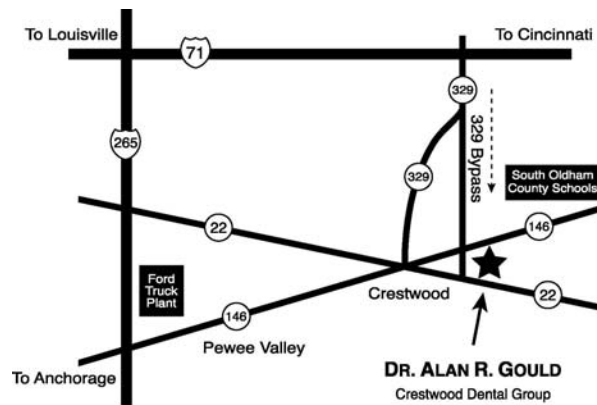 To Louisville
To Cincinnati
71
329
265
329 Bypass
329
South Oldham
County Schools
146
22
Ford
Truck
Plant
Crestwood
22
146
Pewee Valley
To Anchorage
DR. ALAN R. GOULD
Crestwood Dental Group